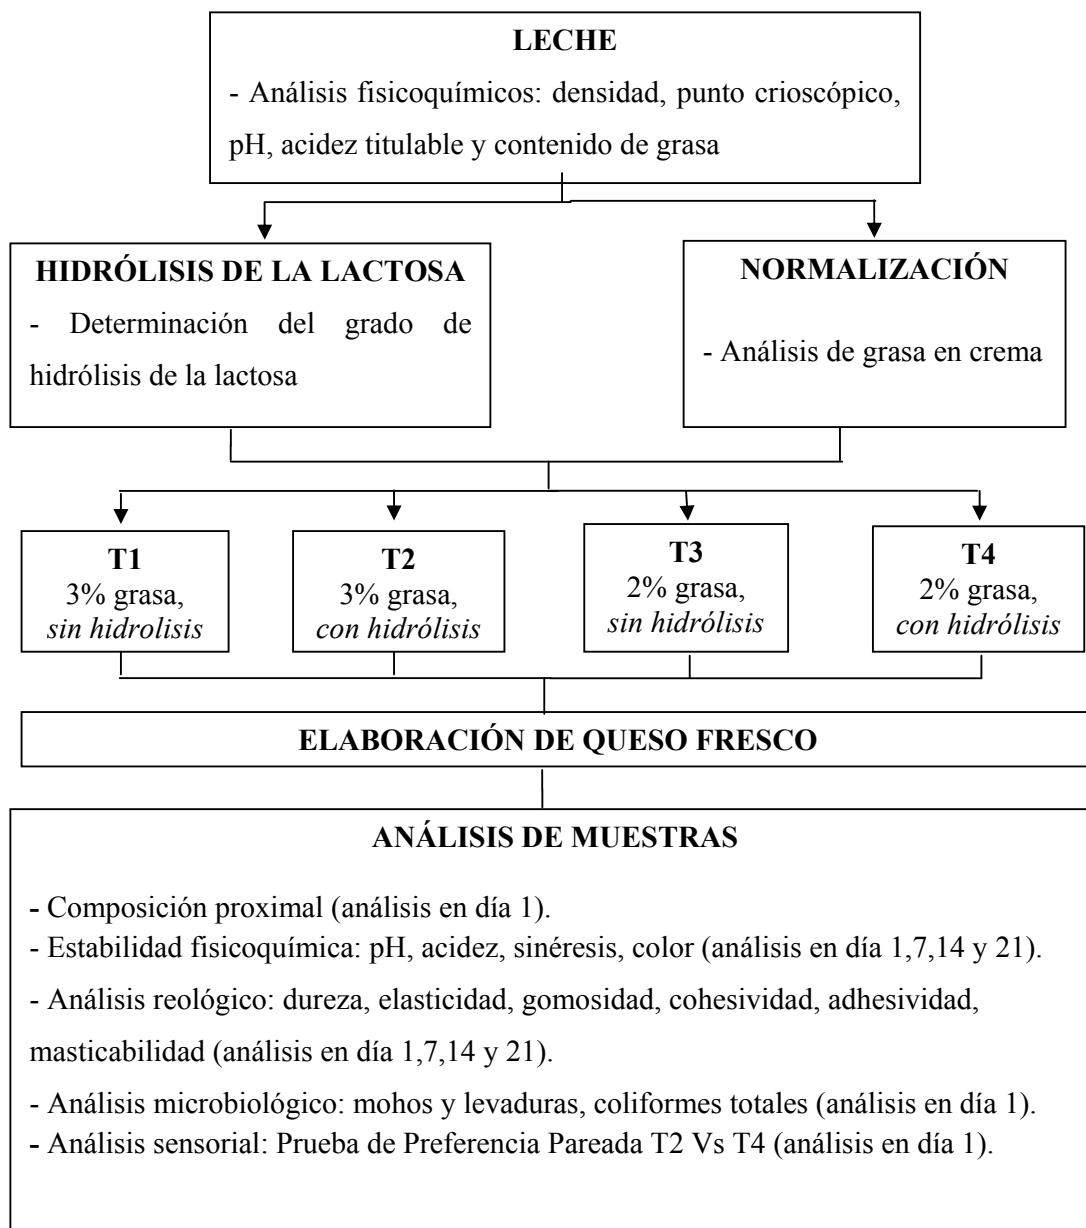 LECHE
- Análisis fisicoquímicos: densidad, punto crioscópico,
pH, acidez titulable y contenido de grasa
HIDRÓLISIS DE LA LACTOSA
- Determinación del grado de
hidrólisis de la lactosa
NORMALIZACIÓN
- Análisis de grasa en crema
T1
3% grasa,
sin hidrolisis
T2
3% grasa,
con hidrólisis
T3
2% grasa,
sin hidrólisis
T4
2% grasa,
con hidrólisis
ELABORACIÓN DE QUESO FRESCO
ANÁLISIS DE MUESTRAS
- Composición proximal (análisis en día 1).
- Estabilidad fisicoquímica: pH, acidez, sinéresis, color (análisis en día 1,7,14 y 21).
- Análisis reológico: dureza, elasticidad, gomosidad, cohesividad, adhesividad,
masticabilidad (análisis en día 1,7,14 y 21).
- Análisis microbiológico: mohos y levaduras, coliformes totales (análisis en día 1).
- Análisis sensorial: Prueba de Preferencia Pareada T2 Vs T4 (análisis en día 1).